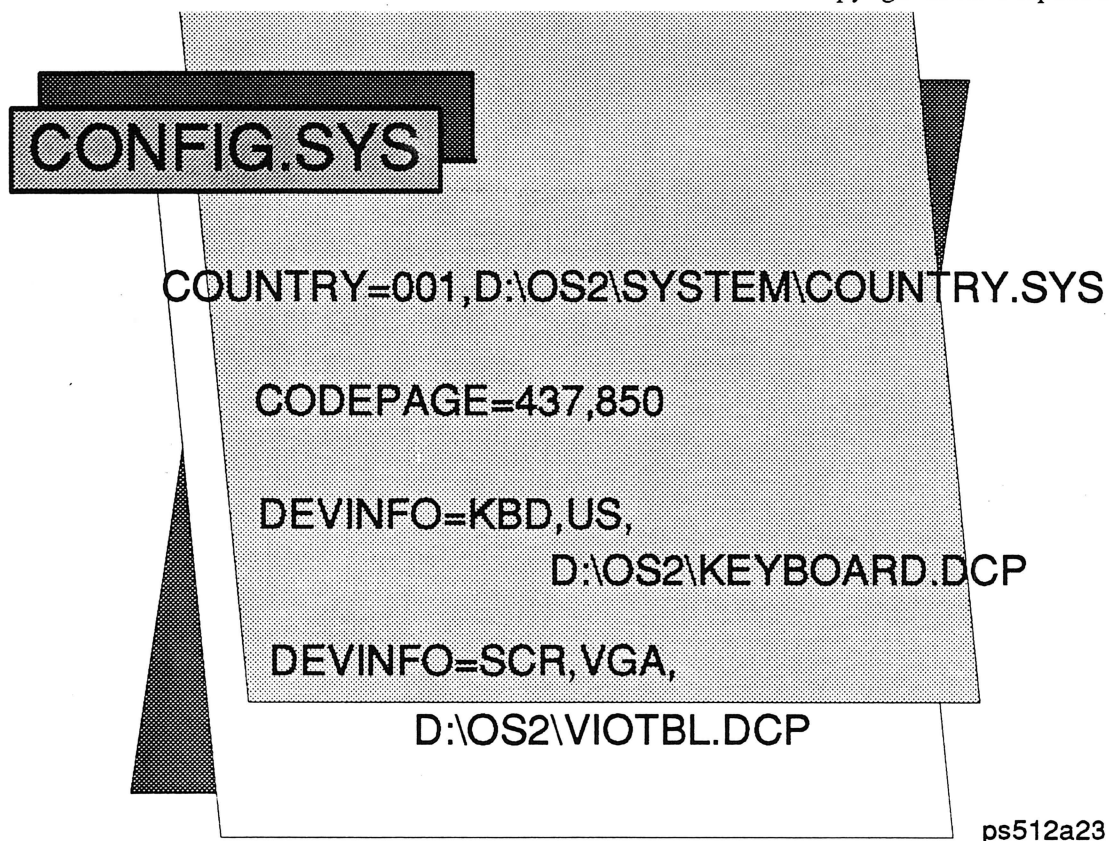 CONFIG.SYS
COUNTRY=001,D:\OS2\SYSTEM\COUNTRY.SYS
CODEPAGE=437,850
DEVINFO=KBD,US,
D:\OS2\KEYBOARD.DCP
DEVINFO=SCR,VGA,
D:\OS2\VIOTBL.DCP
ps512a23